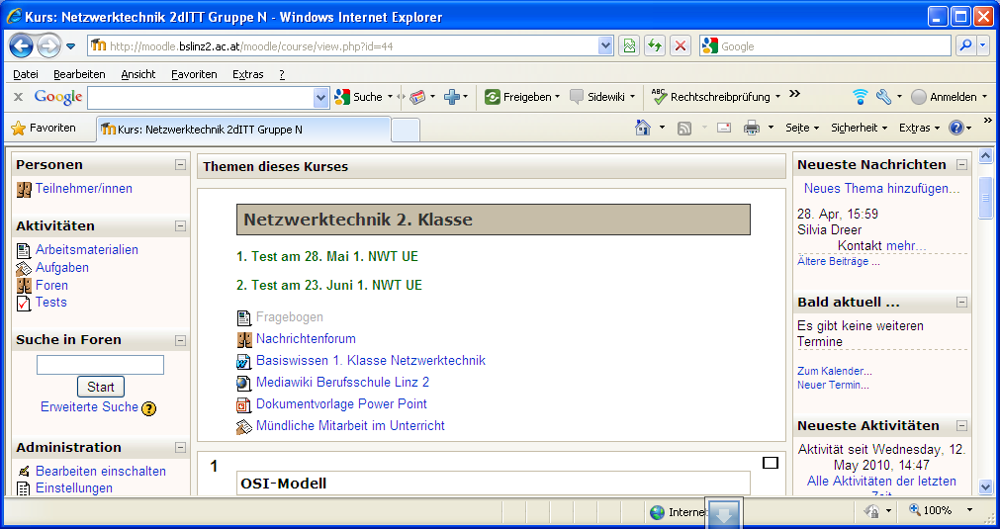 Kurs: Netzwerktechnik 2dITT Gruppe N - Windows Internet Explorer
http://moodle.bslinz2.ac.at/moodle/course/view.php?id=44
Google
Datei Bearbeiten Ansicht Favoriten Extras ?
x Google Suche Freigeben Sidewiki ABC Rechtschreibprüfung » Anmelden
Favoriten Kurs: Netzwerktechnik 2dITT Gruppe N Seite Sicherheit Extras »
Personen
Teilnehmer/innen
Aktivitäten
Arbeitsmaterialien
Aufgaben
Foren
Tests
Suche in Foren
Start
Erweiterte Suche ?
Administration
Bearbeiten einschalten
Einstellungen
Themen dieses Kurses
Netzwerktechnik 2. Klasse
1. Test am 28. Mai 1. NWT UE
2. Test am 23. Juni 1. NWT UE
Fragebogen
Nachrichtenforum
Basiswissen 1. Klasse Netzwerktechnik
Mediawiki Berufsschule Linz 2
Dokumentvorlage Power Point
Mündliche Mitarbeit im Unterricht
1
OSI-Modell
Neueste Nachrichten
Neues Thema hinzufügen...
28. Apr, 15:59
Silvia Dreer
Kontakt mehr...
Ältere Beiträge ...
Bald aktuell ...
Es gibt keine weiteren
Termine
Zum Kalender...
Neuer Termin...
Neueste Aktivitäten
Aktivität seit Wednesday, 12.
May 2010, 14:47
Alle Aktivitäten der letzten
Zeit
Internet
100%